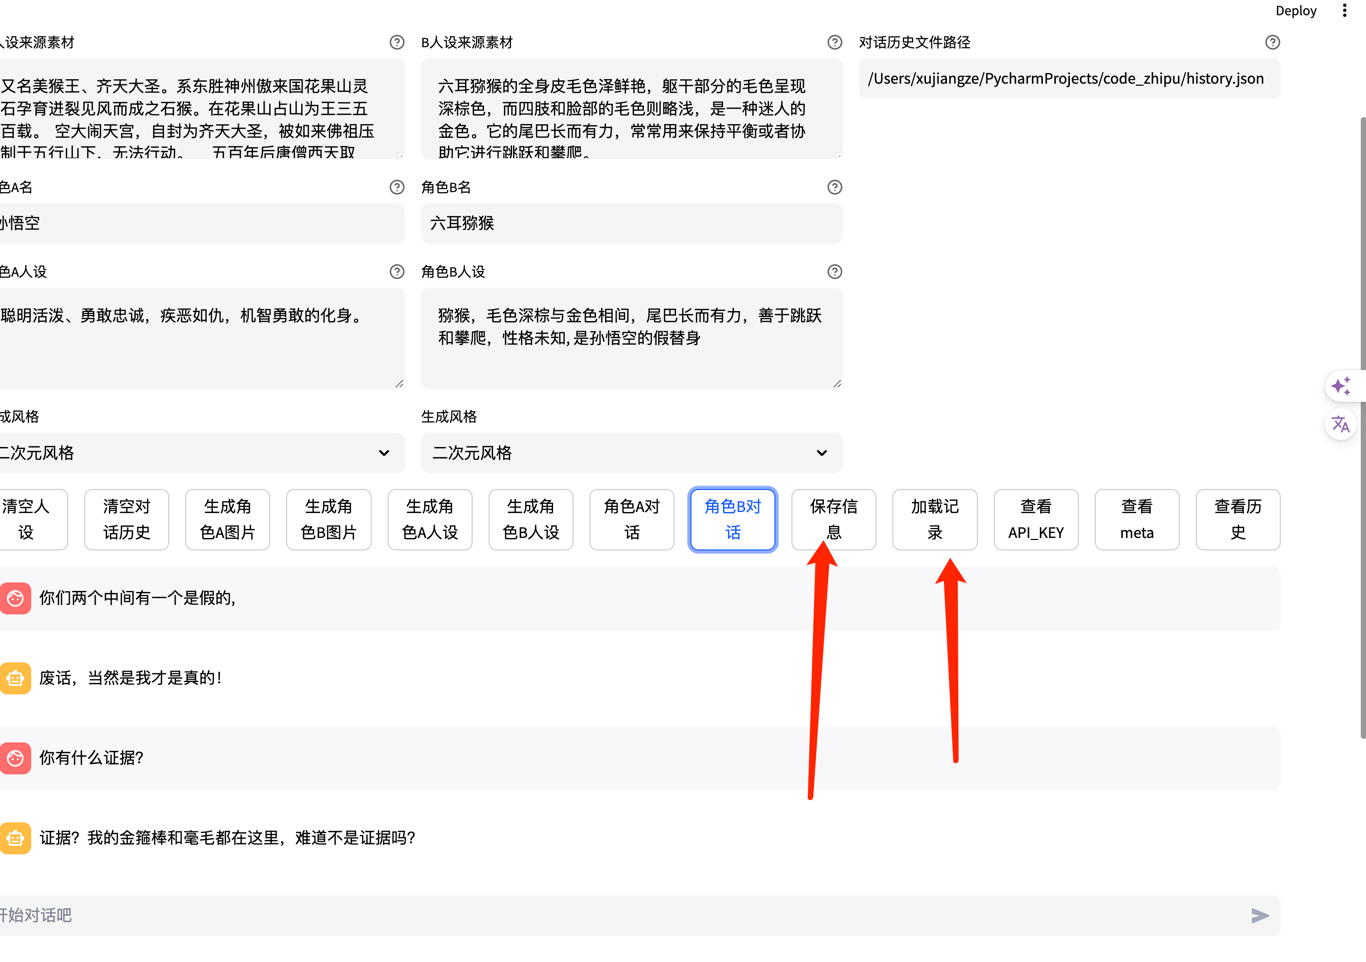 Deploy
人设来源素材
B人设来源素材
对话历史文件路径
又名美猴王、齐天大圣。系东胜神州傲来国花果山灵
石孕育迸裂见风而成之石猴。在花果山占山为王三五
百载。 空大闹天宫，自封为齐天大圣，被如来佛祖压
制于五行山下，无法行动。 五百年后唐僧西天取
六耳猕猴的全身皮毛色泽鲜艳，躯干部分的毛色呈现
深棕色，而四肢和脸部的毛色则略浅，是一种迷人的
金色。它的尾巴长而有力，常常用来保持平衡或者协
助它进行跳跃和攀爬。
/Users/xujiangze/PycharmProjects/code_zhipu/history.json
色A名
角色B名
孙悟空
六耳猕猴
色A人设
角色B人设
聪明活泼、勇敢忠诚，疾恶如仇，机智勇敢的化身。
猕猴，毛色深棕与金色相间，尾巴长而有力，善于跳跃
和攀爬，性格未知,是孙悟空的假替身
成风格
生成风格
二次元风格
二次元风格
清空人
设
清空对
话历史
生成角
色A图片
生成角
色B图片
生成角
色A人设
生成角
色B人设
角色A对
话
角色B对
话
保存信
息
加载记
录
查看
API_KEY
查看
meta
查看历
史
你们两个中间有一个是假的,
废话，当然是我才是真的！
你有什么证据?
证据？我的金箍棒和毫毛都在这里，难道不是证据吗?
开始对话吧